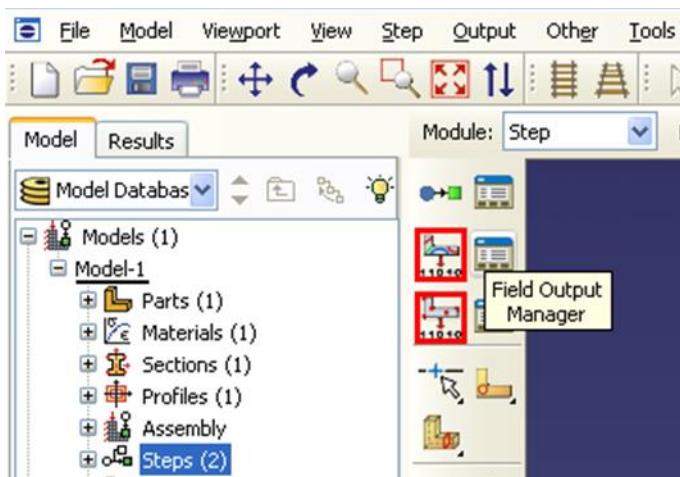 File Model Viewport View Step Output Other Tools
Model Results
Module: Step
Model Databas
Models (1)
Model-1
Parts (1)
Materials (1)
Sections (1)
Profiles (1)
Assembly
Steps (2)
Field Output
Manager